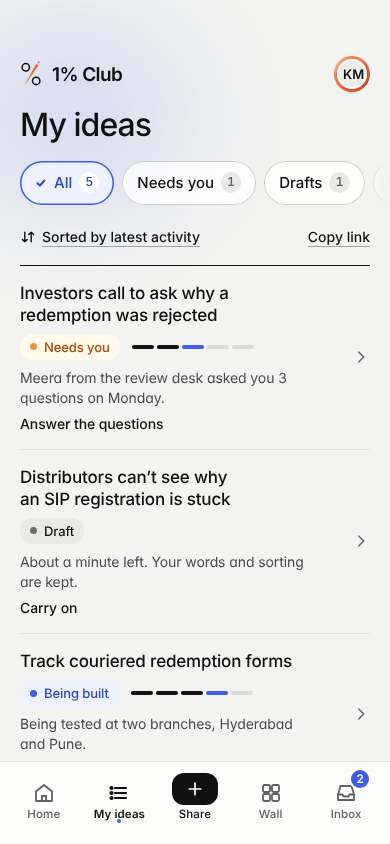 1% Club
KM
My ideas
All 5
Needs you 1
Drafts 1
Sorted by latest activity
Copy link
Investors call to ask why a
redemption was rejected
Needs you
Meera from the review desk asked you 3
questions on Monday.
Answer the questions
Distributors can’t see why
an SIP registration is stuck
Draft
About a minute left. Your words and sorting
are kept.
Carry on
Track couriered redemption forms
Being built
Being tested at two branches, Hyderabad
and Pune.
Home
My ideas
Share
Wall
2
Inbox